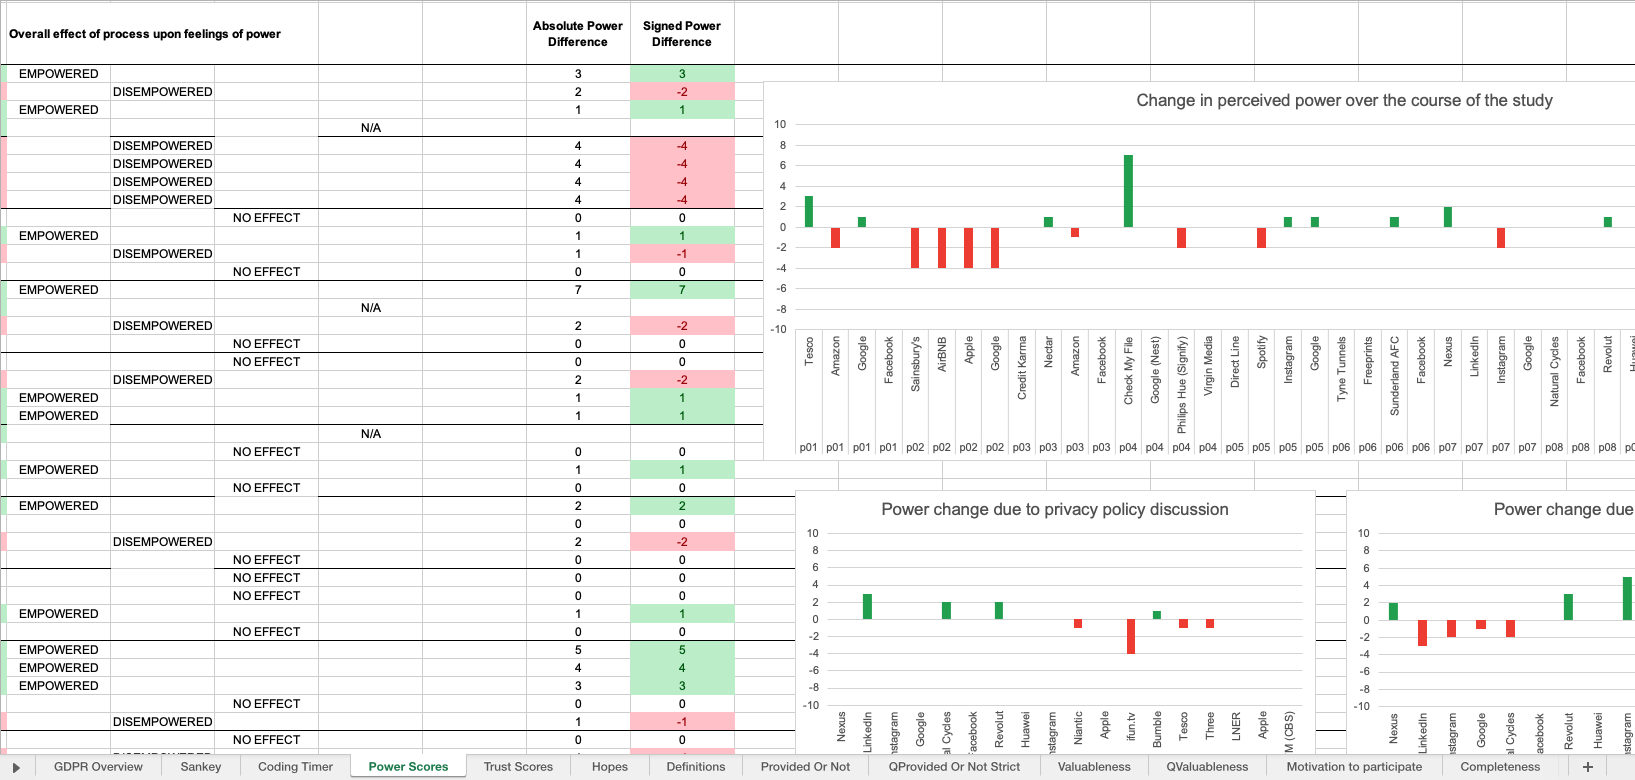 Overall effect of process upon feelings of power
Absolute Power Difference
Signed Power Difference
EMPOWERED 3 3
DISEMPOWERED 2 -2
EMPOWERED 1 1
N/A
DISEMPOWERED 4 -4
DISEMPOWERED 4 -4
DISEMPOWERED 4 -4
DISEMPOWERED 4 -4
NO EFFECT 0 0
EMPOWERED 1 1
DISEMPOWERED 1 -1
NO EFFECT 0 0
EMPOWERED 7 7
N/A
DISEMPOWERED 2 -2
NO EFFECT 0 0
NO EFFECT 0 0
DISEMPOWERED 2 -2
EMPOWERED 1 1
EMPOWERED 1 1
N/A
NO EFFECT 0 0
EMPOWERED 1 1
NO EFFECT 0 0
EMPOWERED 2 2
0 0
DISEMPOWERED 2 -2
NO EFFECT 0 0
NO EFFECT 0 0
NO EFFECT 0 0
EMPOWERED 1 1
NO EFFECT 0 0
EMPOWERED 5 5
EMPOWERED 4 4
EMPOWERED 3 3
NO EFFECT 0 0
DISEMPOWERED 1 -1
NO EFFECT 0 0
Change in perceived power over the course of the study
10
8
6
4
2
0
-2
-4
-6
-8
-10
Tesco
Amazon
Google
Facebook
Sainsbury's
AirBNB
Apple
Google
Credit Karma
Nectar
Amazon
Facebook
Check My File
Google (Nest)
Philips Hue (Signify)
Virgin Media
Direct Line
Spotify
Instagram
Google
Tyne Tunnels
Freeprints
Sunderland AFC
Facebook
Nexus
LinkedIn
Instagram
Google
Natural Cycles
Facebook
Revolut
p01 p01 p01 p01 p02 p02 p02 p02 p03 p03 p03 p03 p04 p04 p04 p04 p05 p05 p05 p05 p06 p06 p06 p06 p07 p07 p07 p07 p08 p08 p08
Power change due to privacy policy discussion
10
8
6
4
2
0
-2
-4
-6
-8
-10
Nexus
LinkedIn
nstagram
Google
al Cycles
acebook
Revolut
Huawei
nstagram
Niantic
Apple
ifun.tv
Bumble
Tesco
Three
LNER
Apple
M (CBS)
Power change due
10
8
6
4
2
0
-2
-4
-6
-8
-10
Nexus
LinkedIn
stagram
Google
al Cycles
acebook
Revolut
Huawei
stagram
GDPR Overview
Sankey
Coding Timer
Power Scores
Trust Scores
Hopes
Definitions
Provided Or Not
QProvided Or Not Strict
Valuableness
QValuableness
Motivation to participate
Completeness
+